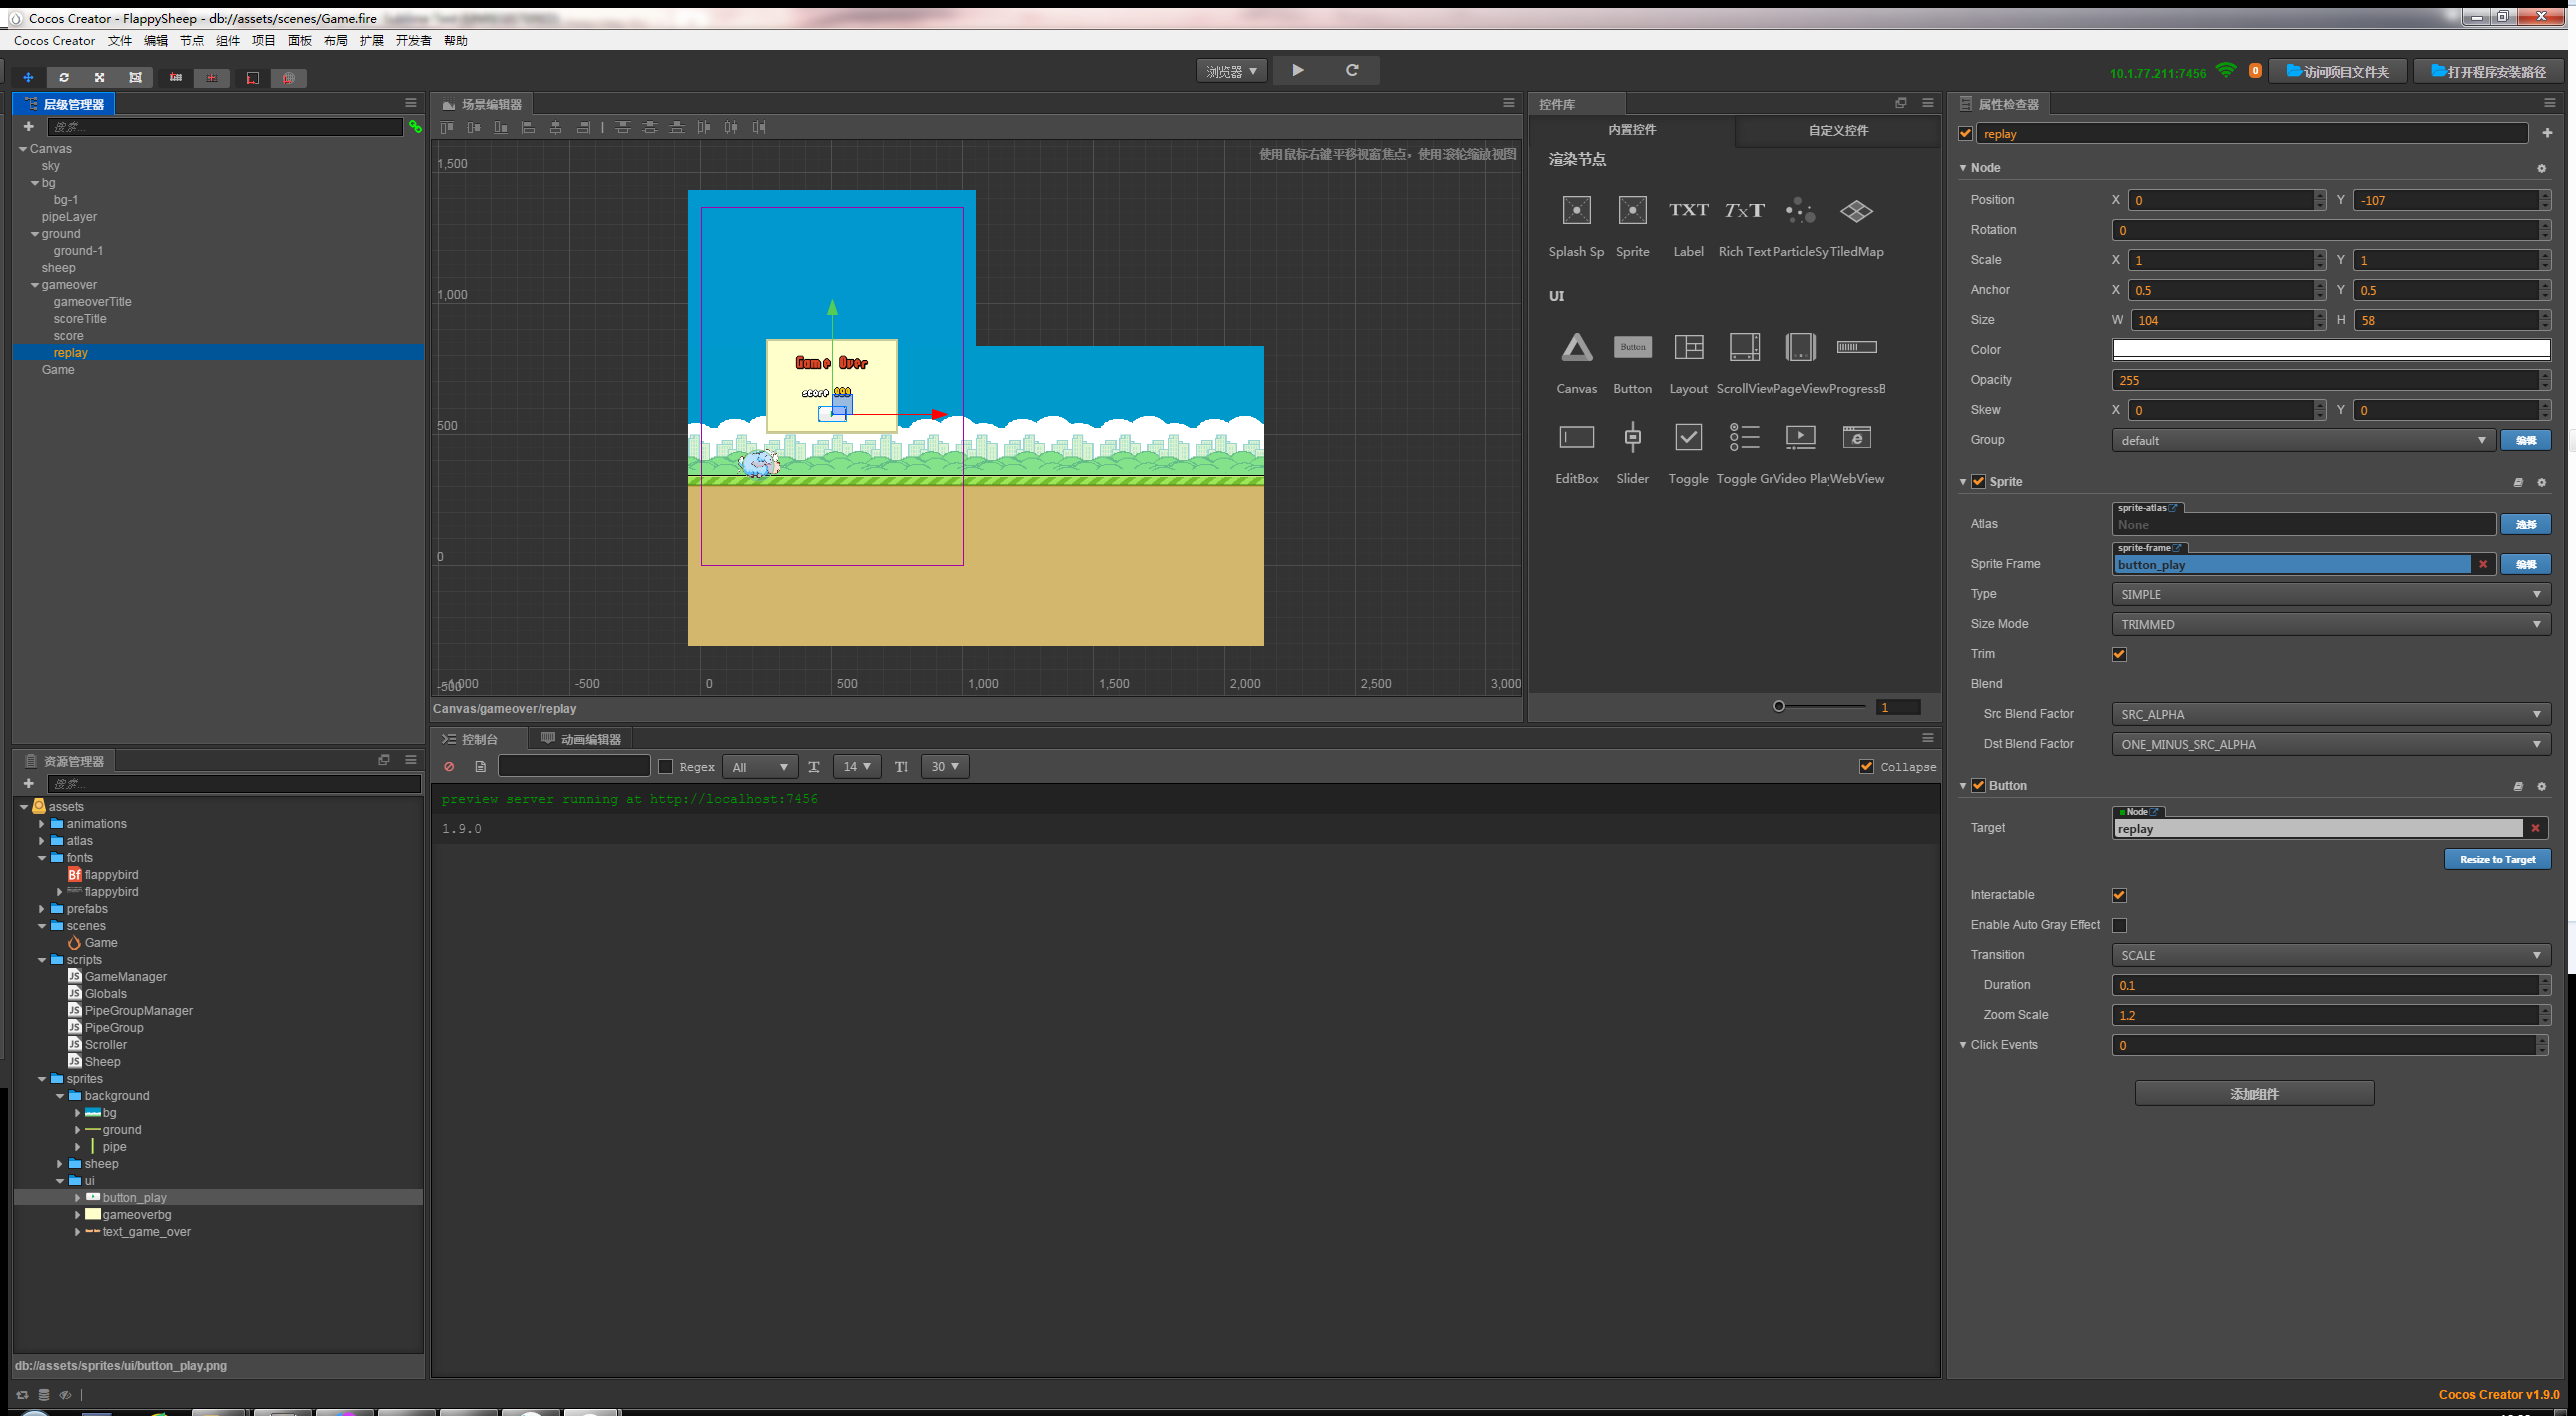 Cocos Creator - FlappySheep - db://assets/scenes/Game.fire
Cocos Creator 文件 编辑 节点 组件 项目 面板 布局 扩展 开发者 帮助
浏览器
10.1.77.211:7456
0
访问项目文件夹
打开程序安装路径
层级管理器
搜索...
Canvas
sky
bg
bg-1
pipeLayer
ground
ground-1
sheep
gameover
gameoverTitle
scoreTitle
score
replay
Game
场景编辑器
使用鼠标右键平移视窗焦点，使用滚轮缩放视图
1,500
1,000
500
0
-500
-1,000
-500
0
500
1,000
1,500
2,000
2,500
3,000
Game Over
score
Canvas/gameover/replay
控件库
内置控件
自定义控件
渲染节点
TXT
TXT
Splash Sp
Sprite
Label
Rich Text
ParticleSy
TiledMap
UI
Button
Canvas
Button
Layout
ScrollView
PageView
ProgressB
EditBox
Slider
Toggle
Toggle Gr
Video Pla
WebView
1
资源管理器
搜索...
assets
animations
atlas
fonts
Bf flappybird
flappybird
prefabs
scenes
Game
scripts
JS GameManager
JS Globals
JS PipeGroupManager
JS PipeGroup
JS Scroller
JS Sheep
sprites
background
bg
ground
pipe
sheep
ui
button_play
gameoverbg
text_game_over
db://assets/sprites/ui/button_play.png
控制台
动画编辑器
Regex
All
14
30
Collapse
preview server running at http://localhost:7456
1.9.0
属性检查器
replay
Node
Position X 0 Y -107
Rotation 0
Scale X 1 Y 1
Anchor X 0.5 Y 0.5
Size W 104 H 58
Color
Opacity 255
Skew X 0 Y 0
Group default 编辑
Sprite
sprite-atlas
Atlas None 选择
sprite-frame
Sprite Frame button_play 编辑
Type SIMPLE
Size Mode TRIMMED
Trim
Blend
Src Blend Factor SRC_ALPHA
Dst Blend Factor ONE_MINUS_SRC_ALPHA
Button
Node
Target replay
Resize to Target
Interactable
Enable Auto Gray Effect
Transition SCALE
Duration 0.1
Zoom Scale 1.2
Click Events 0
添加组件
Cocos Creator v1.9.0